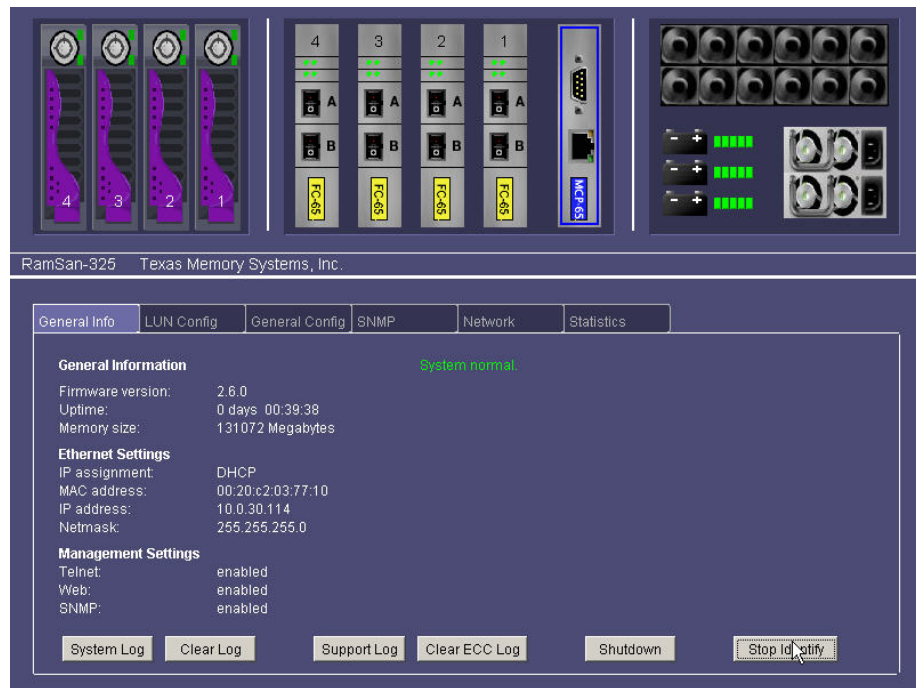 4 3 2 1
A A A A
B B B B
4 3 2 1
FC-65 FC-65 FC-65 FC-65 MCP-65
RamSan-325 Texas Memory Systems, Inc.
General Info LUN Config General Config SNMP Network Statistics
General Information System normal.
Firmware version: 2.6.0
Uptime: 0 days 00:39:38
Memory size: 131072 Megabytes
Ethernet Settings
IP assignment: DHCP
MAC address: 00:20:c2:03:77:10
IP address: 10.0.30.114
Netmask: 255.255.255.0
Management Settings
Telnet: enabled
Web: enabled
SNMP: enabled
System Log Clear Log Support Log Clear ECC Log Shutdown Stop Identify